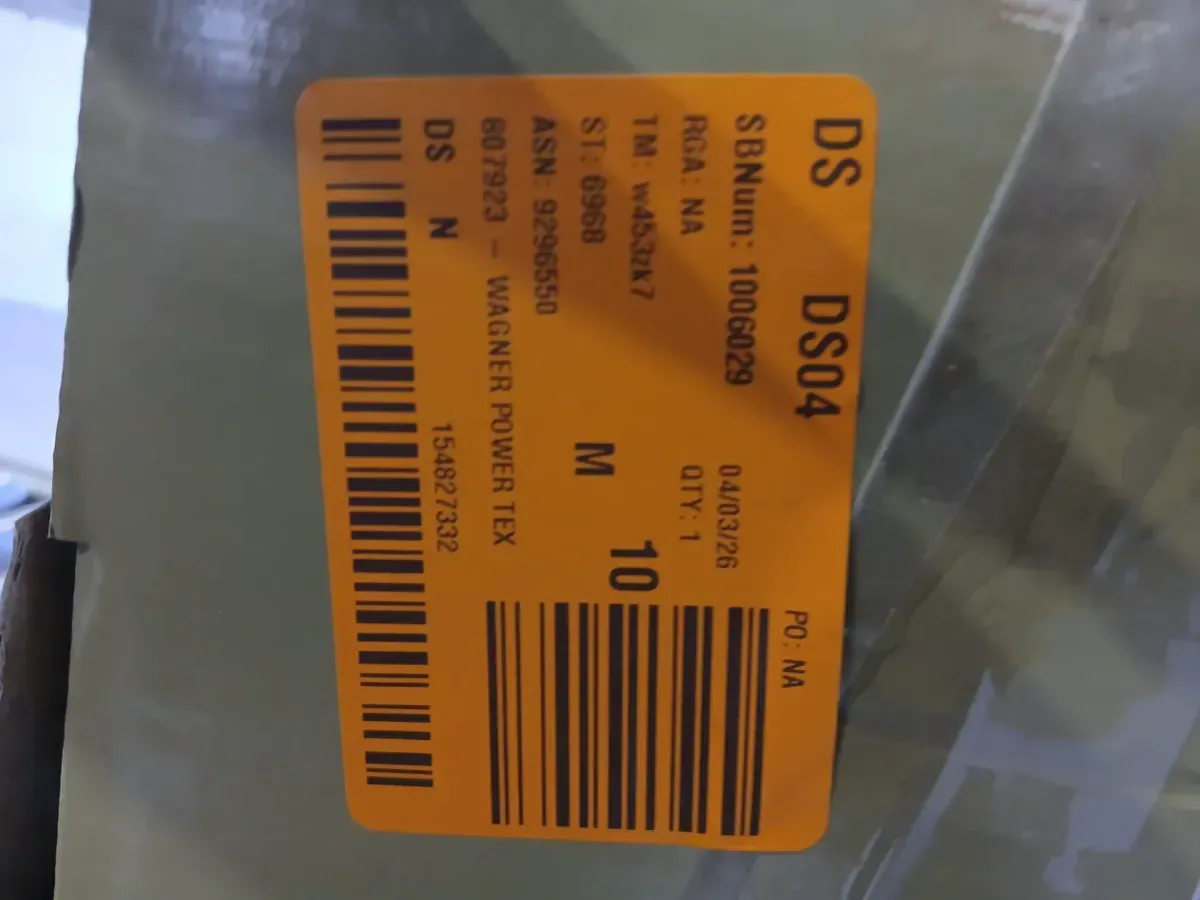 DS DS04
PO: NA
SBNum: 1006029 04/03/26
RGA: NA QTY: 1
TM: w453zk7 10
ST: 6968 M
ASN: 9296550
807923 - WAGNER POWER TEX
DS N 154827332